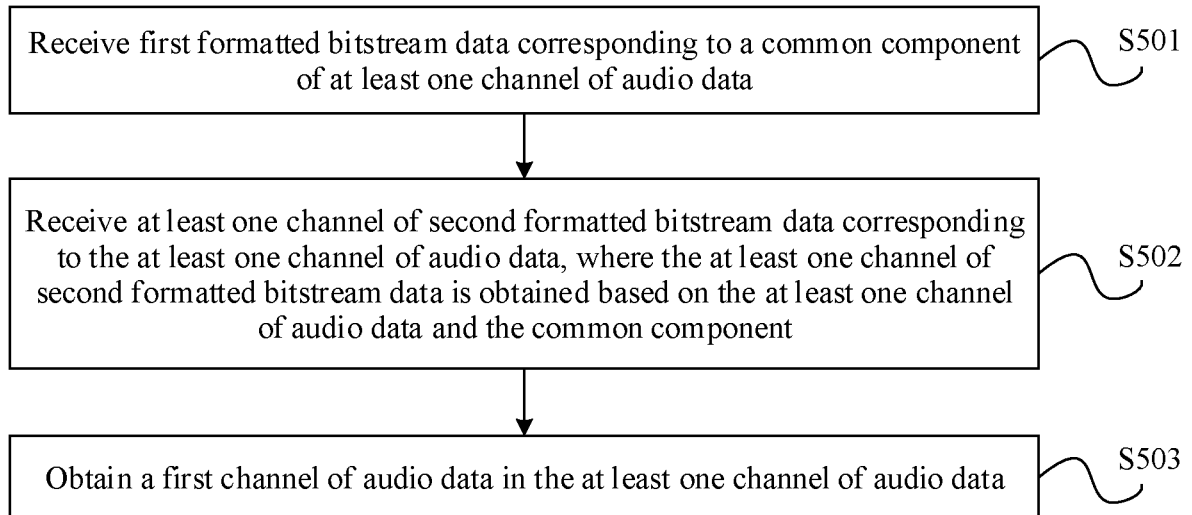 Receive first formatted bitstream data corresponding to a common component
of at least one channel of audio data
S501
Receive at least one channel of second formatted bitstream data corresponding
to the at least one channel of audio data, where the at least one channel of
second formatted bitstream data is obtained based on the at least one channel
of audio data and the common component
S502
Obtain a first channel of audio data in the at least one channel of audio data
S503